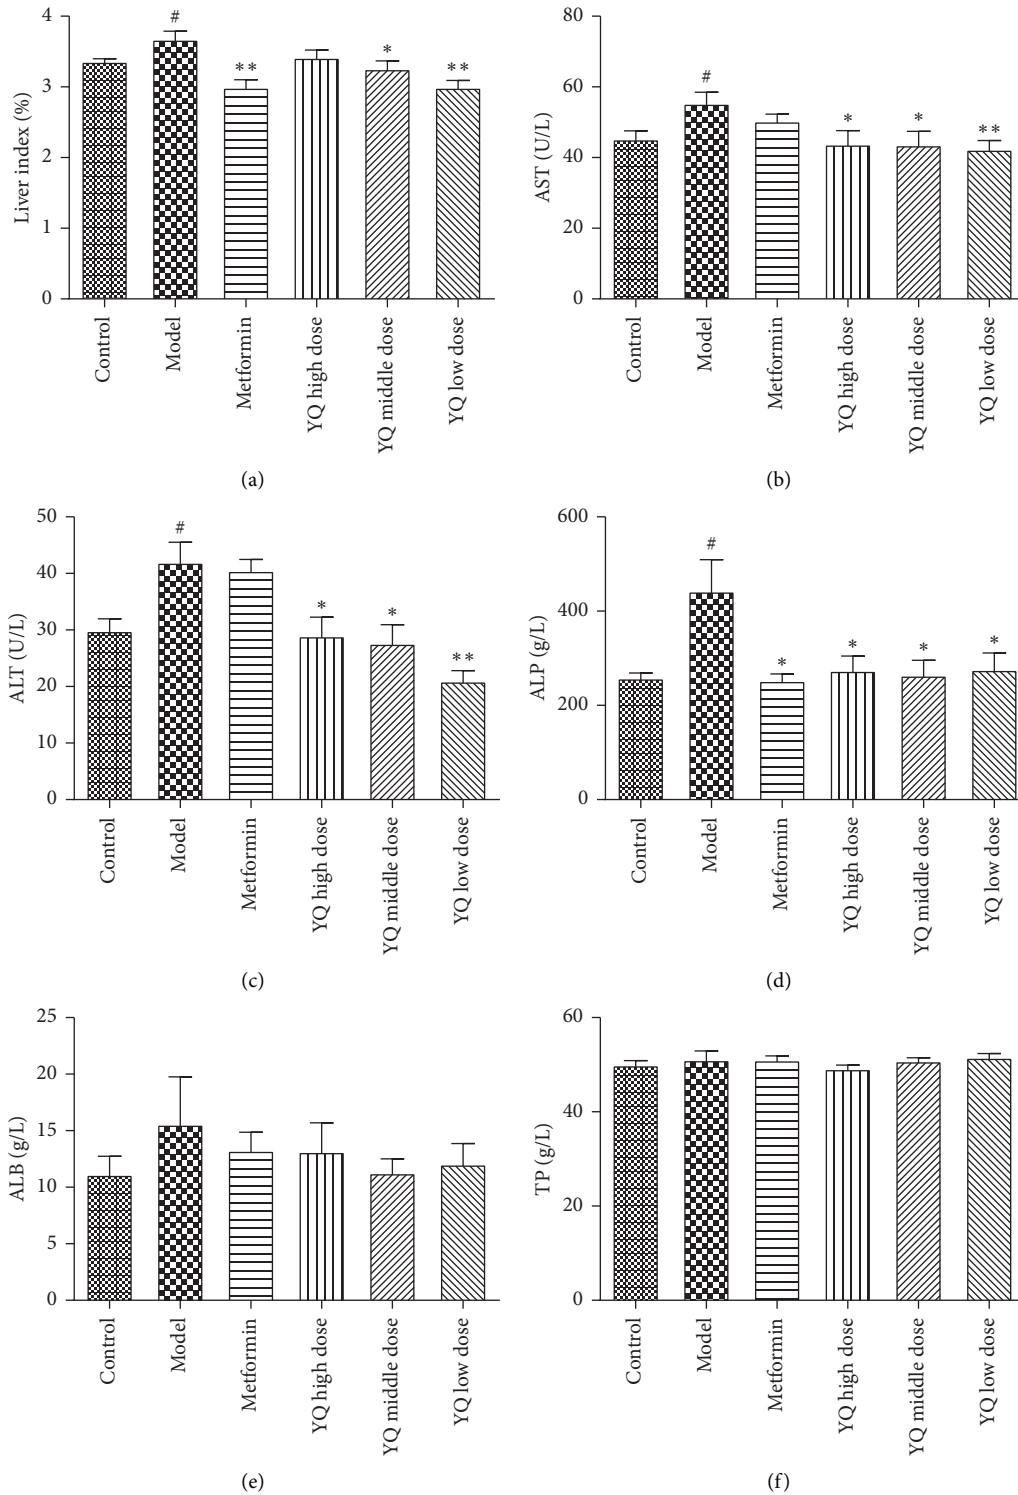 4
3
2
1
0
Liver index (%)
#
**
*
**
Control
Model
Metformin
YQ high dose
YQ middle dose
YQ low dose
(a)
80
60
40
20
0
AST (U/L)
#
*
*
**
Control
Model
Metformin
YQ high dose
YQ middle dose
YQ low dose
(b)
50
40
30
20
10
0
ALT (U/L)
#
*
*
**
Control
Model
Metformin
YQ high dose
YQ middle dose
YQ low dose
(c)
600
400
200
0
ALP (g/L)
#
*
*
*
*
Control
Model
Metformin
YQ high dose
YQ middle dose
YQ low dose
(d)
25
20
15
10
5
0
ALB (g/L)
Control
Model
Metformin
YQ high dose
YQ middle dose
YQ low dose
(e)
60
40
20
0
TP (g/L)
Control
Model
Metformin
YQ high dose
YQ middle dose
YQ low dose
(f)